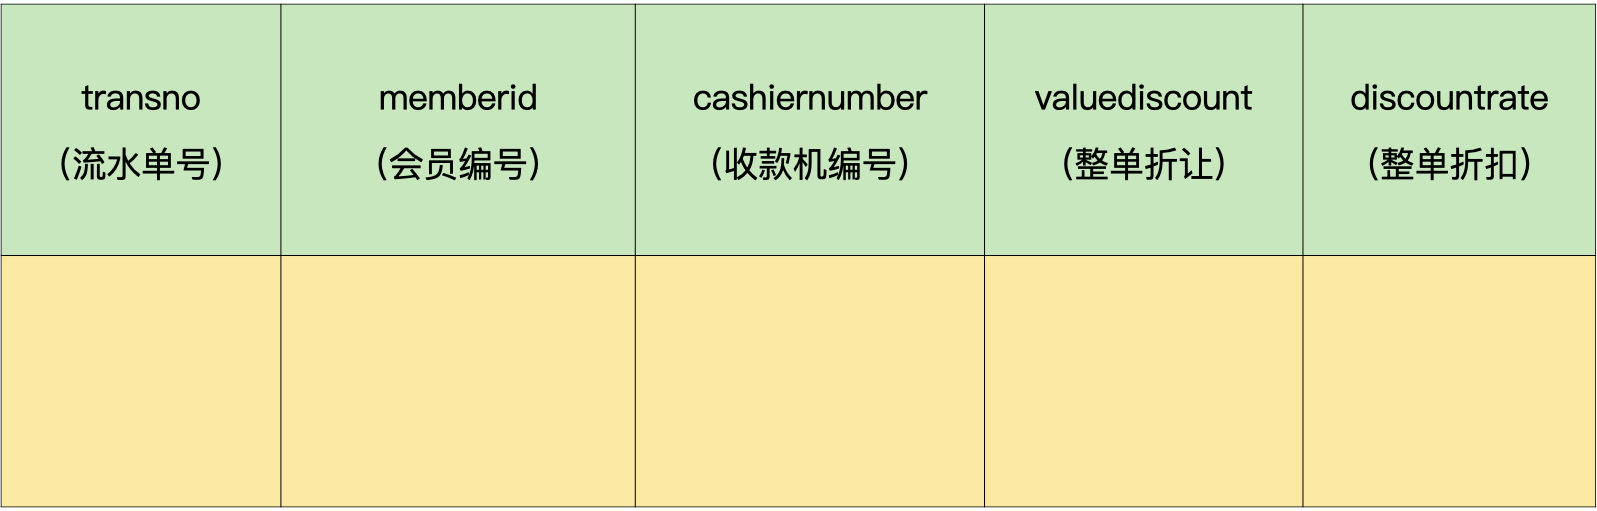 transno
（流水单号）
memberid
（会员编号）
cashiernumber
（收款机编号）
valuediscount
（整单折让）
discountrate
（整单折扣）